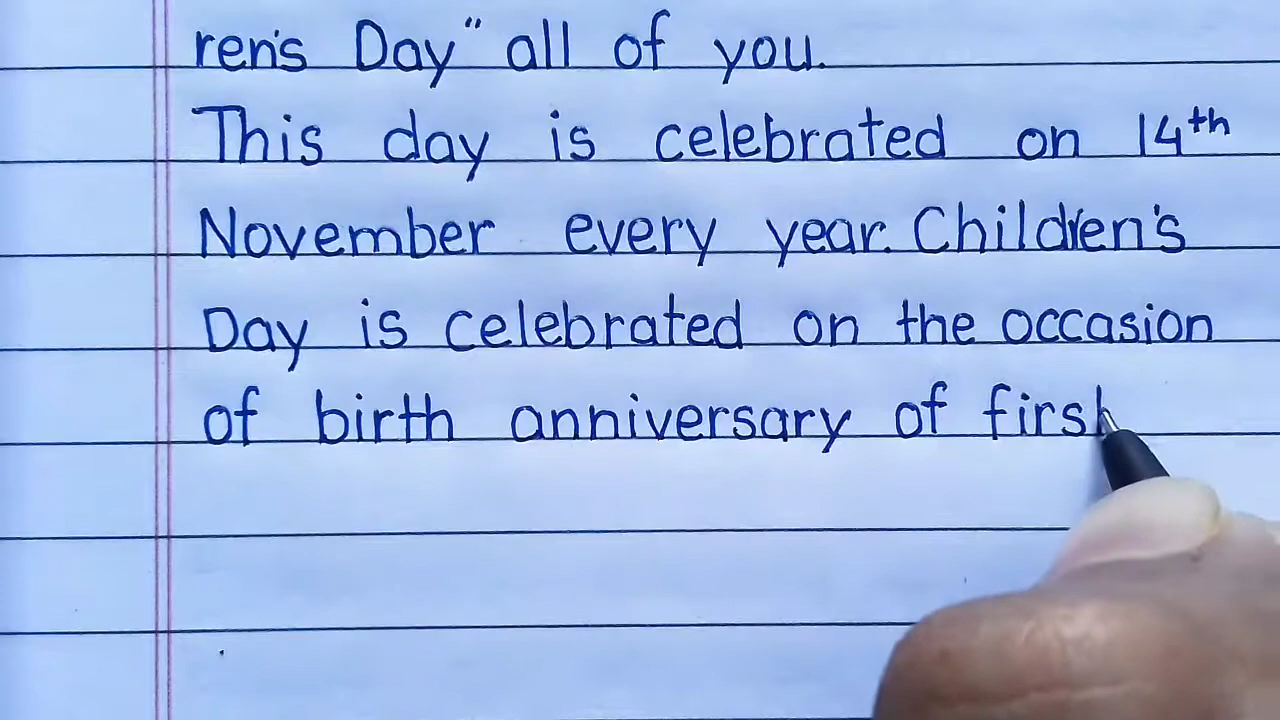 ren's Day" all of you.
This day is celebrated on 14th
November every year. Children's
Day is celebrated on the occasion
of birth anniversary of first